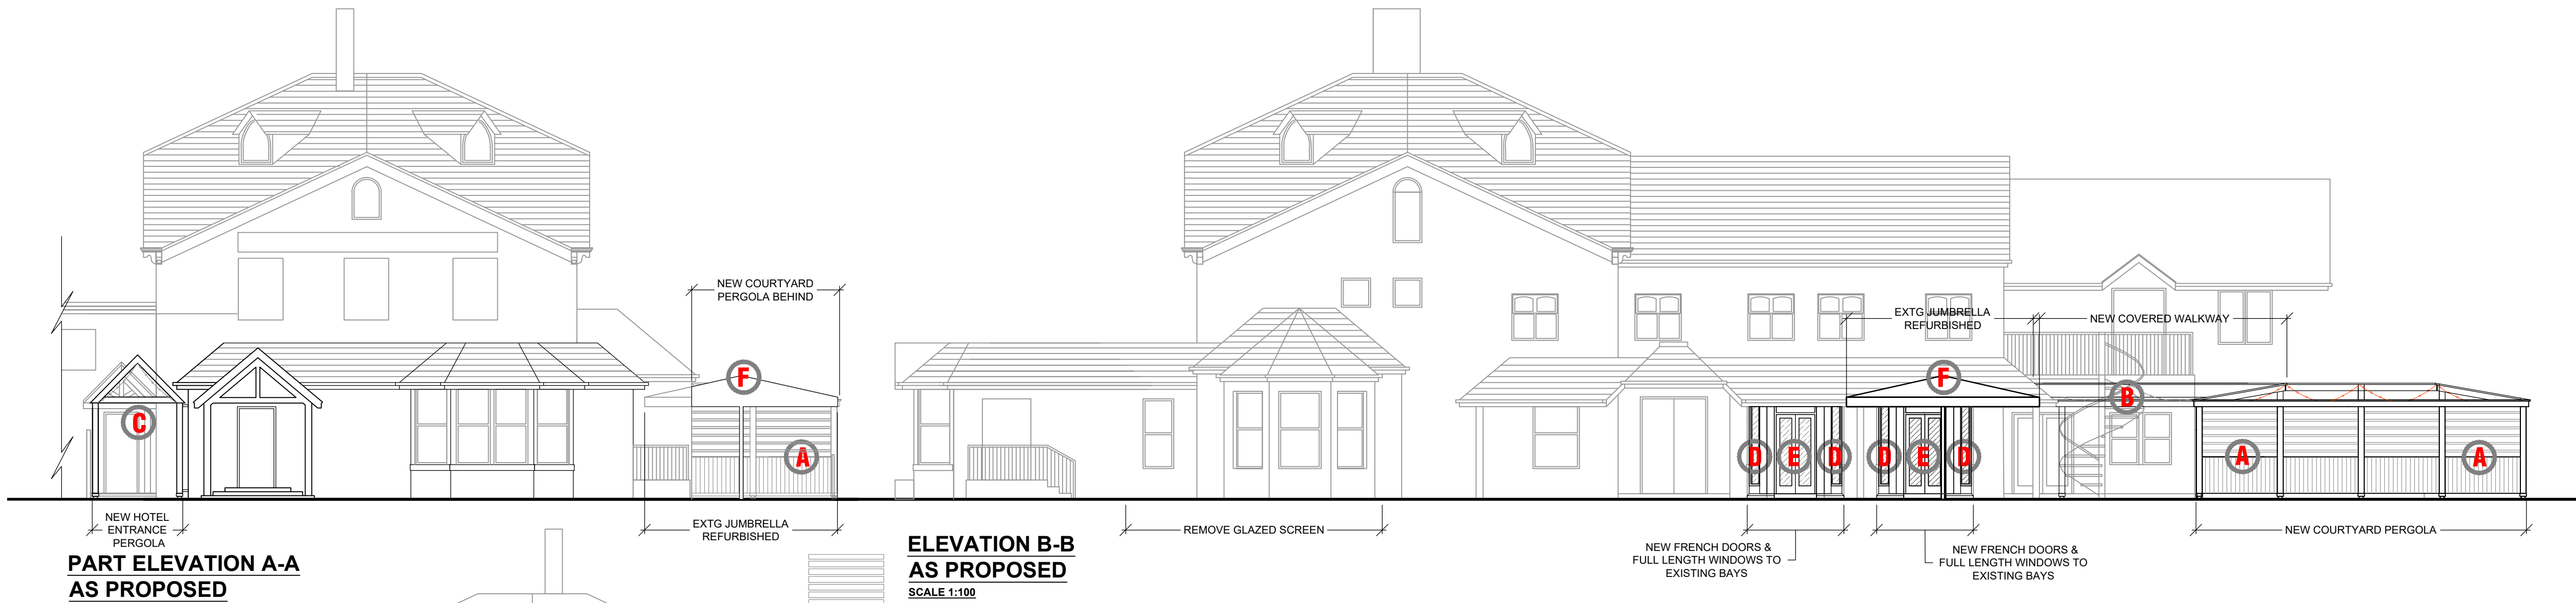 NEW COURTYARD
PERGOLA BEHIND
F
C
A
NEW HOTEL
ENTRANCE
PERGOLA
EXTG JUMBRELLA
REFURBISHED
PART ELEVATION A-A
AS PROPOSED
EXTG JUMBRELLA
REFURBISHED
NEW COVERED WALKWAY
F
B
D
E
D
D
E
D
A
A
REMOVE GLAZED SCREEN
NEW FRENCH DOORS &
FULL LENGTH WINDOWS TO
EXISTING BAYS
NEW FRENCH DOORS &
FULL LENGTH WINDOWS TO
EXISTING BAYS
NEW COURTYARD PERGOLA
ELEVATION B-B
AS PROPOSED
SCALE 1:100